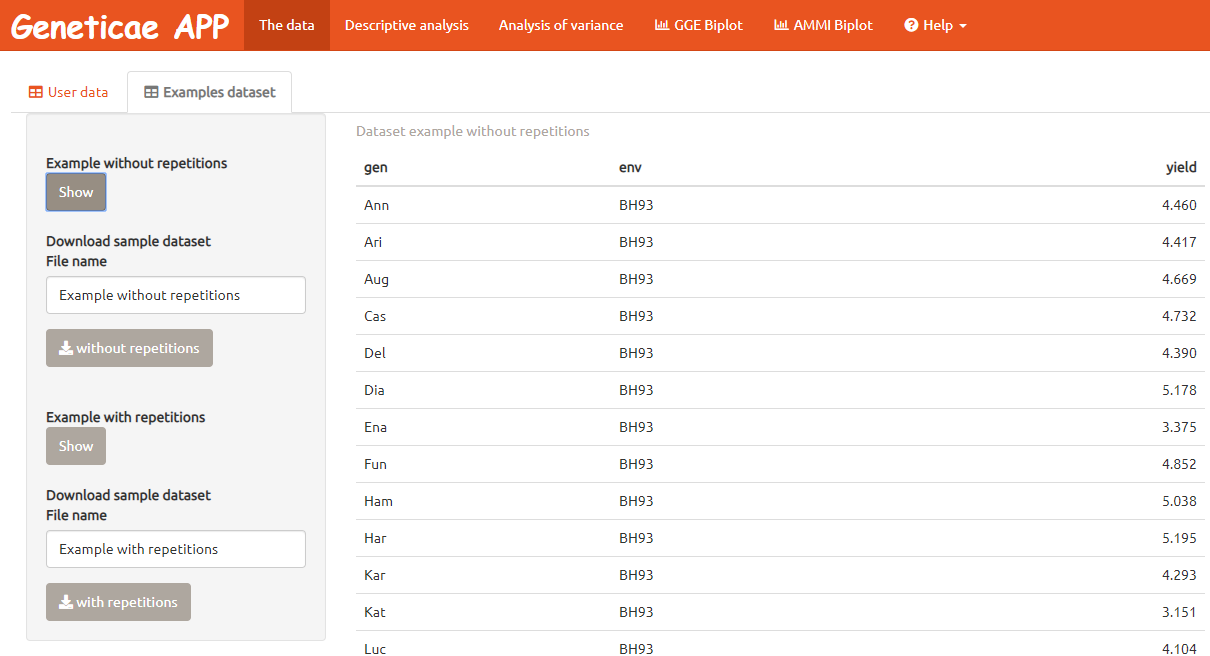 Geneticae APP The data Descriptive analysis Analysis of variance GGE Biplot AMMI Biplot Help
User data Examples dataset
Example without repetitions
Show
Download sample dataset
File name
Example without repetitions
without repetitions
Example with repetitions
Show
Download sample dataset
File name
Example with repetitions
with repetitions
Dataset example without repetitions
gen env yield
Ann BH93 4.460
Ari BH93 4.417
Aug BH93 4.669
Cas BH93 4.732
Del BH93 4.390
Dia BH93 5.178
Ena BH93 3.375
Fun BH93 4.852
Ham BH93 5.038
Har BH93 5.195
Kar BH93 4.293
Kat BH93 3.151
Luc BH93 4.104